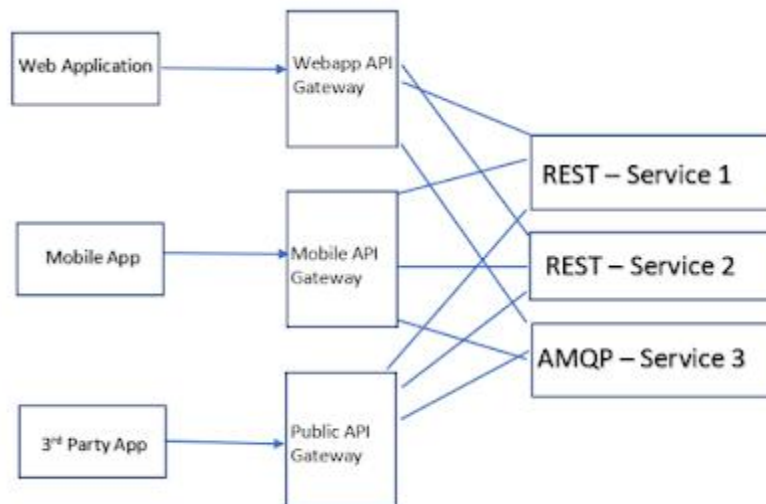 Web Application
Webapp API
Gateway
REST – Service 1
Mobile App
Mobile API
Gateway
REST – Service 2
AMQP – Service 3
3rd Party App
Public API
Gateway